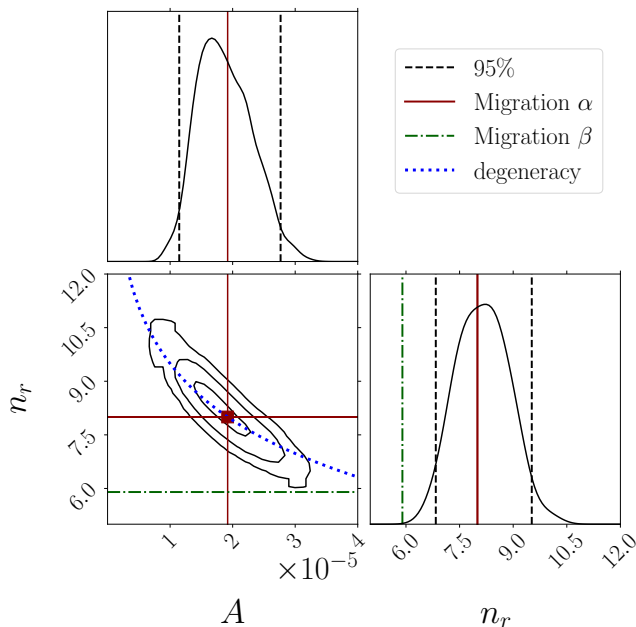 95%
Migration α
Migration β
degeneracy
12.0
10.5
9.0
7.5
6.0
n_r
1 2 3 4
×10⁻⁵
A
6.0 7.5 9.0 10.5 12.0
n_r